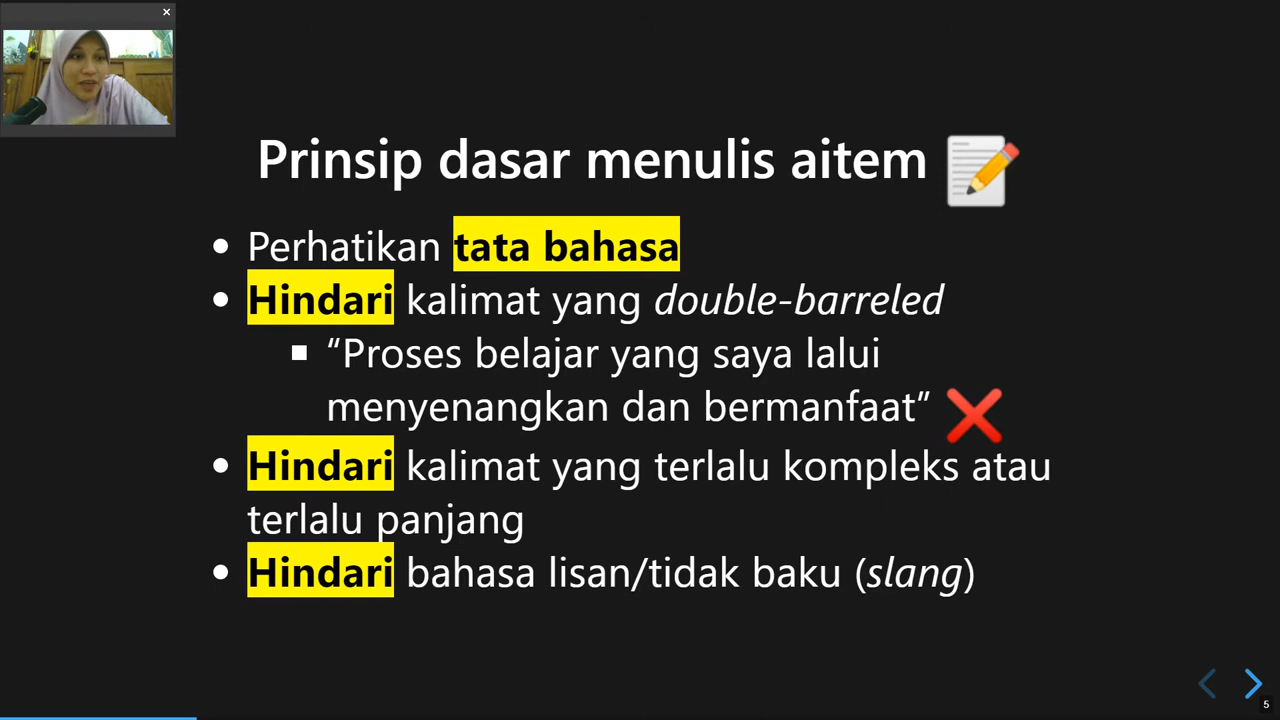 Prinsip dasar menulis aitem
Perhatikan tata bahasa
Hindari kalimat yang double-barreled
“Proses belajar yang saya lalui
menyenangkan dan bermanfaat”
Hindari kalimat yang terlalu kompleks atau
terlalu panjang
Hindari bahasa lisan/tidak baku (slang)
5